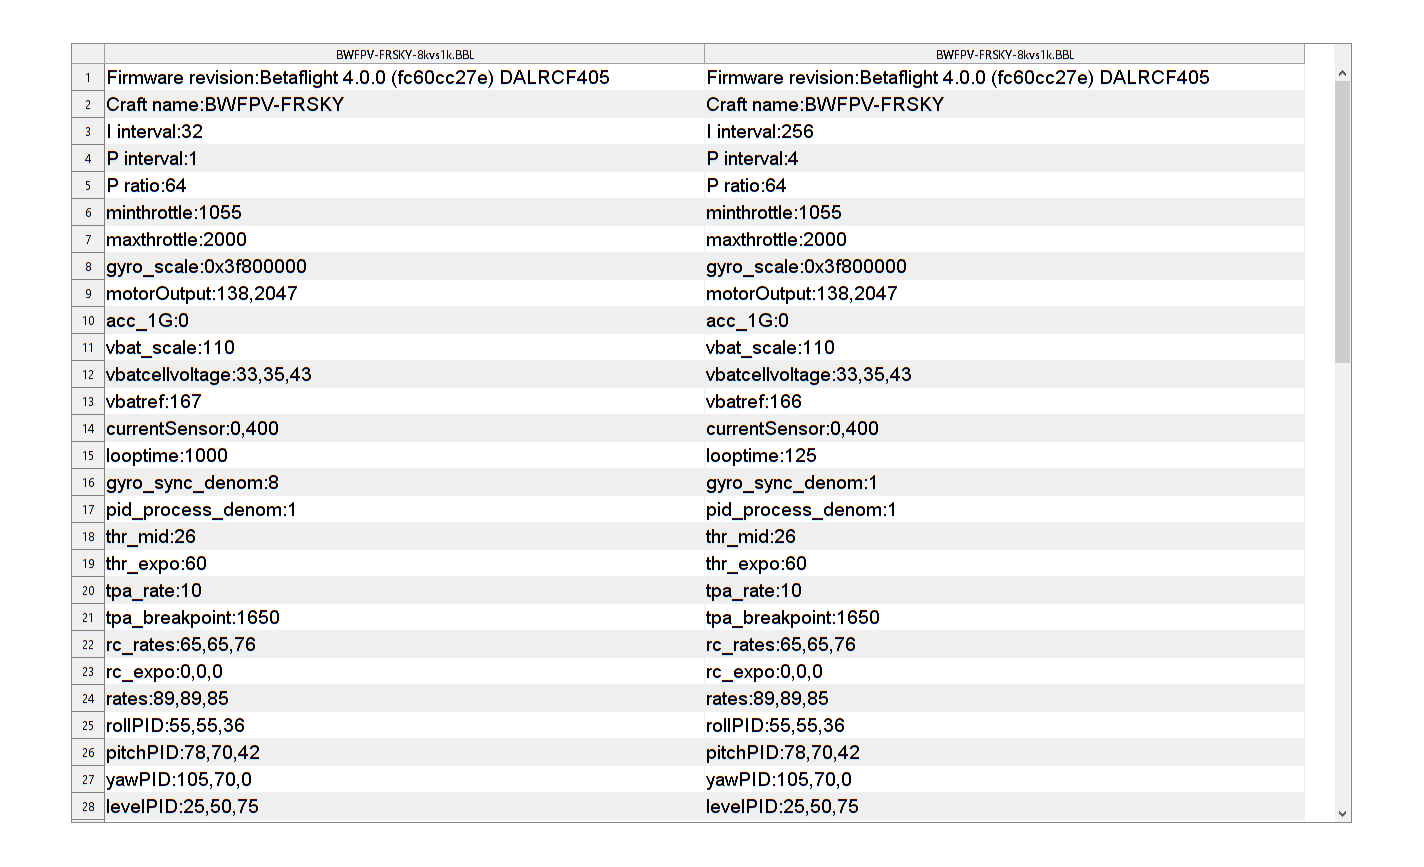 BWFPV-FRSKY-8kvs1k.BBL BWFPV-FRSKY-8kvs1k.BBL
1 Firmware revision:Betaflight 4.0.0 (fc60cc27e) DALRCF405 Firmware revision:Betaflight 4.0.0 (fc60cc27e) DALRCF405
2 Craft name:BWFPV-FRSKY Craft name:BWFPV-FRSKY
3 I interval:32 I interval:256
4 P interval:1 P interval:4
5 P ratio:64 P ratio:64
6 minthrottle:1055 minthrottle:1055
7 maxthrottle:2000 maxthrottle:2000
8 gyro_scale:0x3f800000 gyro_scale:0x3f800000
9 motorOutput:138,2047 motorOutput:138,2047
10 acc_1G:0 acc_1G:0
11 vbat_scale:110 vbat_scale:110
12 vbatcellvoltage:33,35,43 vbatcellvoltage:33,35,43
13 vbatref:167 vbatref:166
14 currentSensor:0,400 currentSensor:0,400
15 looptime:1000 looptime:125
16 gyro_sync_denom:8 gyro_sync_denom:1
17 pid_process_denom:1 pid_process_denom:1
18 thr_mid:26 thr_mid:26
19 thr_expo:60 thr_expo:60
20 tpa_rate:10 tpa_rate:10
21 tpa_breakpoint:1650 tpa_breakpoint:1650
22 rc_rates:65,65,76 rc_rates:65,65,76
23 rc_expo:0,0,0 rc_expo:0,0,0
24 rates:89,89,85 rates:89,89,85
25 rollPID:55,55,36 rollPID:55,55,36
26 pitchPID:78,70,42 pitchPID:78,70,42
27 yawPID:105,70,0 yawPID:105,70,0
28 levelPID:25,50,75 levelPID:25,50,75